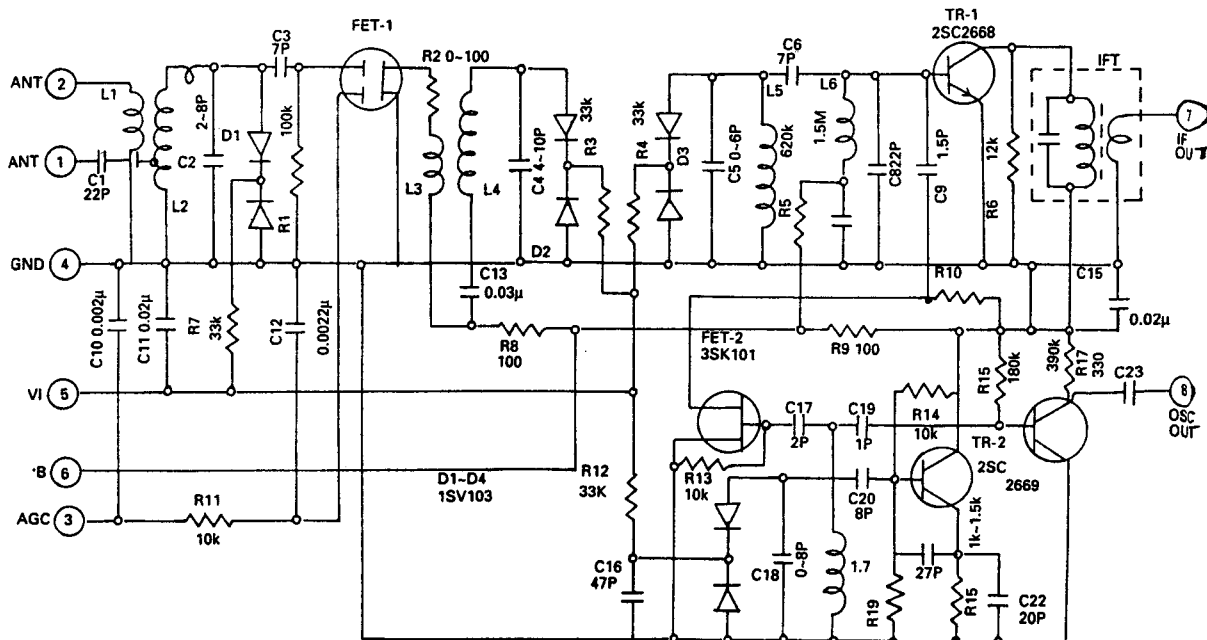 TR-1
2SC2668
FET-1
C3
7P
R2 0~100
C6
7P
IFT
ANT 2
L1
2~8P
D1
100k
33k
R3
33k
R4
D3
L5
L6
1.5M
7
IF
OUT
ANT 1
C1
22P
C2
L2
R1
L3
L4
C4 4~10P
C5 0~6P
620k
R5
C822P
1.5P
C9
R6
12k
GND 4
D2
C13
0.03μ
R10
C15
C10 0.002μ
C11 0.02μ
R7
33k
C12
0.0022μ
R8
100
FET-2
3SK101
R9 100
R15
180k
390k
R17
330
0.02μ
C23
8
OSC
OUT
VI 5
C17
2P
C19
1P
R14
10k
TR-2
2SC
2669
·B 6
D1~D4
1SV103
R12
33K
R13
10k
C20
8P
1k~1.5k
AGC 3
R11
10k
C16
47P
C18
0~8P
1.7
R19
27P
R15
C22
20P